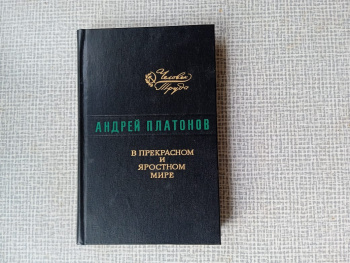 Человек
Труда
АНДРЕЙ ПЛАТОНОВ
В ПРЕКРАСНОМ
И
ЯРОСТНОМ
МИРЕ